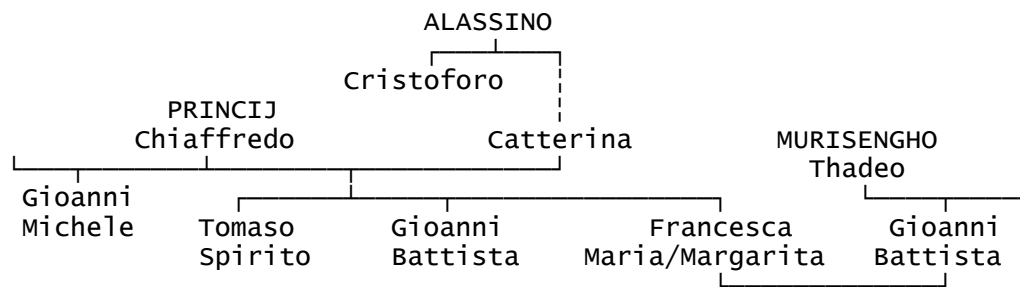 ALASSINO
Cristoforo
PRINCIJ
Chiaffredo Catterina MURISENGHO
Thadeo
Gioanni
Michele Tomaso Gioanni Francesca Gioanni
Spirito Battista Maria/Margarita Battista